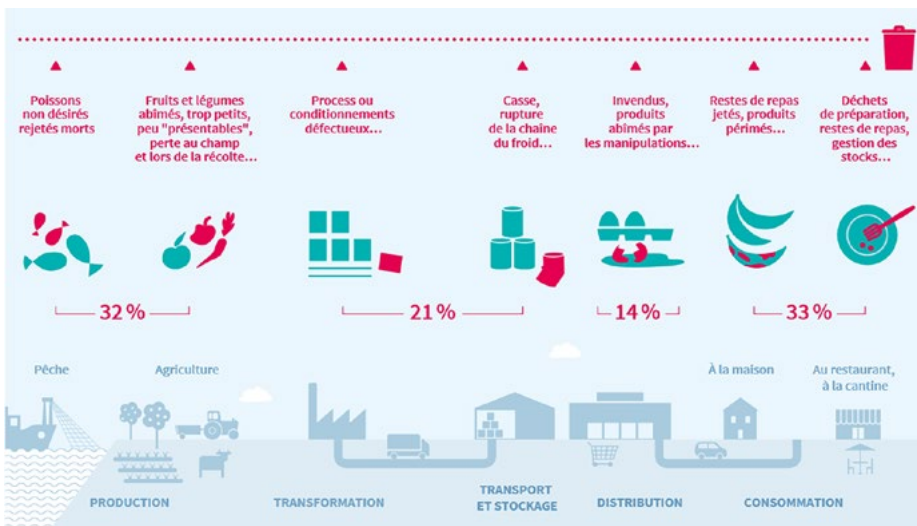 Poissons
non désirés
rejetés morts
Fruits et légumes
abîmés, trop petits,
peu "présentables",
perte au champ
et lors de la récolte...
Process ou
conditionnements
défectueux...
Casse,
rupture
de la chaîne
du froid...
Invendus,
produits
abîmés par
les manipulations...
Restes de repas
jetés, produits
périmés...
Déchets
de préparation,
restes de repas,
gestion des
stocks...
32 %
21 %
14 %
33 %
Pêche
Agriculture
À la maison
Au restaurant,
à la cantine
PRODUCTION
TRANSFORMATION
TRANSPORT
ET STOCKAGE
DISTRIBUTION
CONSOMMATION